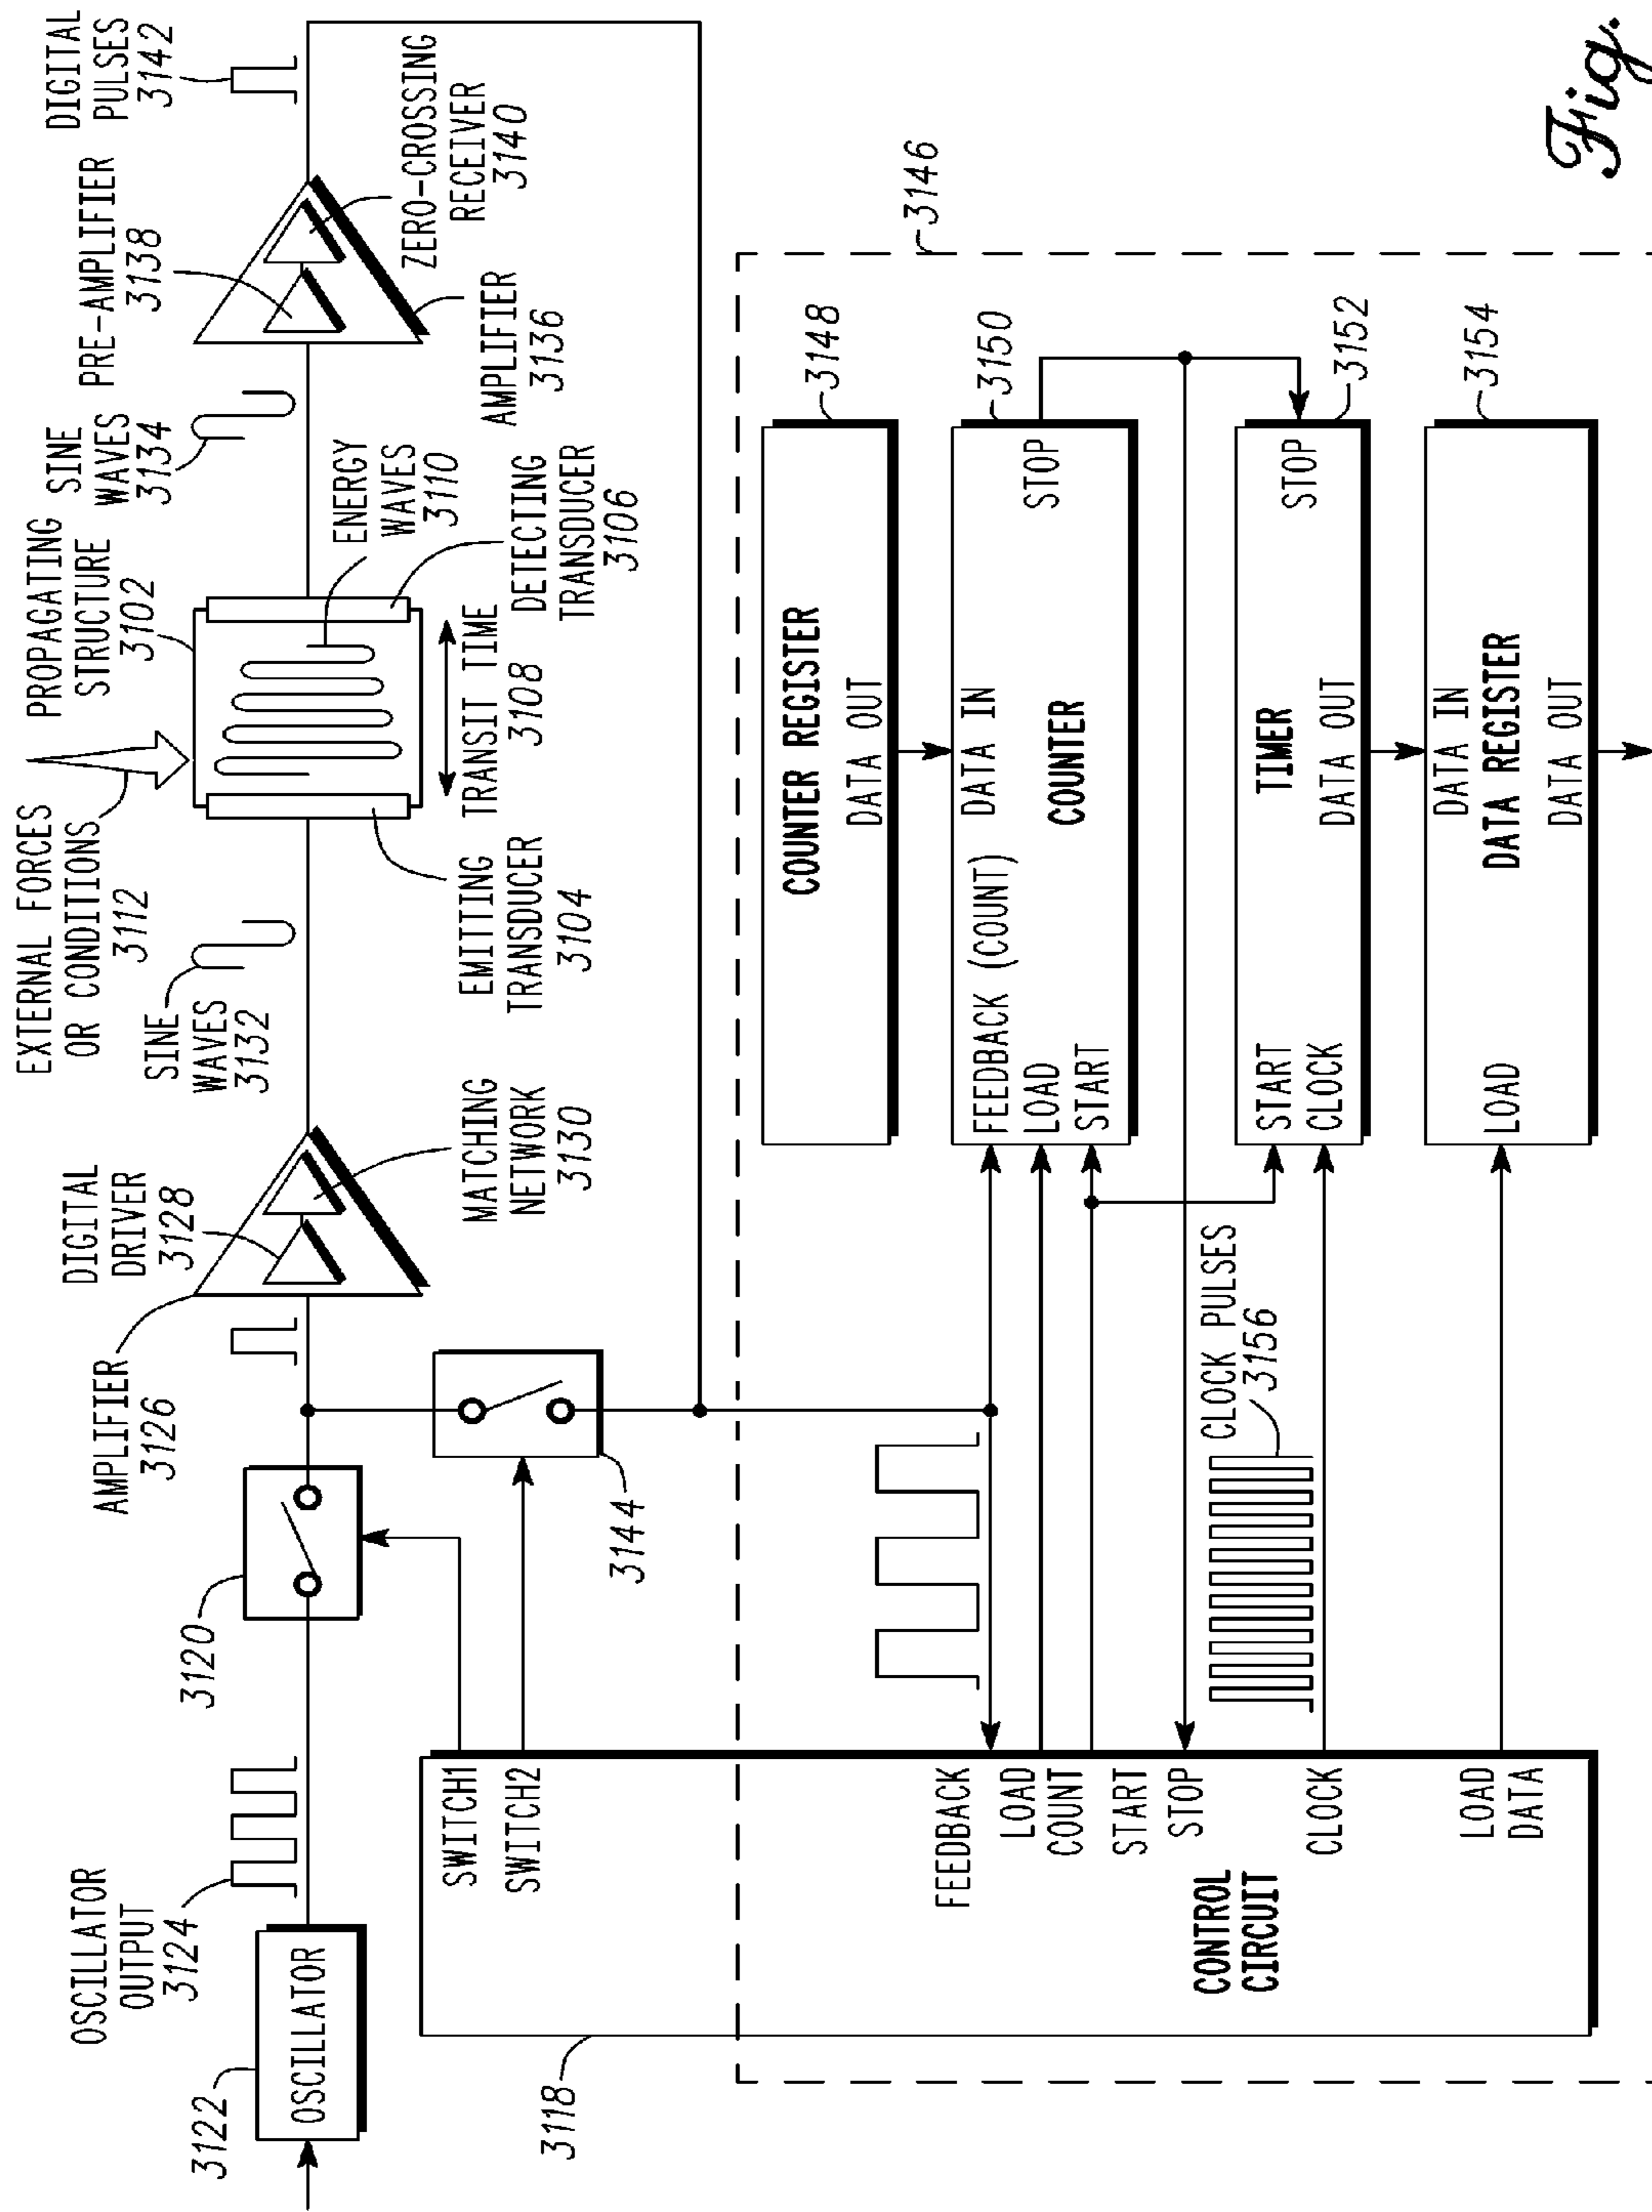 OSCILLATOR
OUTPUT
3124
3122
OSCILLATOR
3120
AMPLIFIER
3126
DIGITAL
DRIVER
3128
MATCHING
NETWORK
3130
EXTERNAL FORCES
OR CONDITIONS
3112
SINE
WAVES
3132
PROPAGATING
STRUCTURE
3102
EMITTING
TRANSDUCER
3104
TRANSIT TIME
3108
ENERGY
WAVES
3110
DETECTING
TRANSDUCER
3106
SINE
WAVES
3134
PRE-AMPLIFIER
3138
AMPLIFIER
3136
ZERO-CROSSING
RECEIVER
3140
DIGITAL
PULSES
3142
3144
3118
SWITCH1
SWITCH2
FEEDBACK
LOAD
COUNT
START
STOP
CLOCK
LOAD
DATA
CONTROL
CIRCUIT
CLOCK PULSES
3156
3146
COUNTER REGISTER
DATA OUT
3148
FEEDBACK (COUNT)
LOAD
START
DATA IN
COUNTER
STOP
3150
START
CLOCK
TIMER
DATA OUT
STOP
3152
LOAD
DATA IN
DATA REGISTER
DATA OUT
3154
Fig.